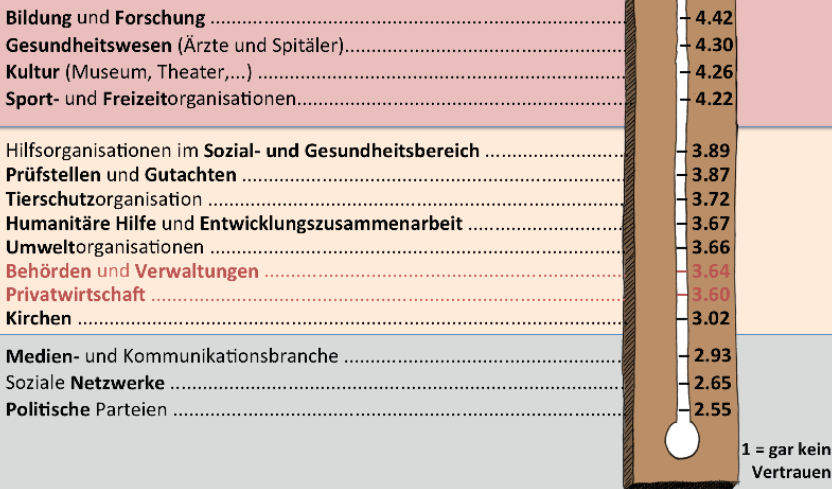 Bildung und Forschung ........................ 4.42
Gesundheitswesen (Ärzte und Spitäler)........................ 4.30
Kultur (Museum, Theater,...) ........................ 4.26
Sport- und Freizeitorganisationen........................ 4.22
Hilfsorganisationen im Sozial- und Gesundheitsbereich ........................ 3.89
Prüfstellen und Gutachten ........................ 3.87
Tierschutzorganisation ........................ 3.72
Humanitäre Hilfe und Entwicklungszusammenarbeit ........................ 3.67
Umweltorganisationen ........................ 3.66
Behörden und Verwaltungen ........................ 3.64
Privatwirtschaft ........................ 3.60
Kirchen ........................ 3.02
Medien- und Kommunikationsbranche ........................ 2.93
Soziale Netzwerke ........................ 2.65
Politische Parteien ........................ 2.55
1 = gar kein
Vertrauen